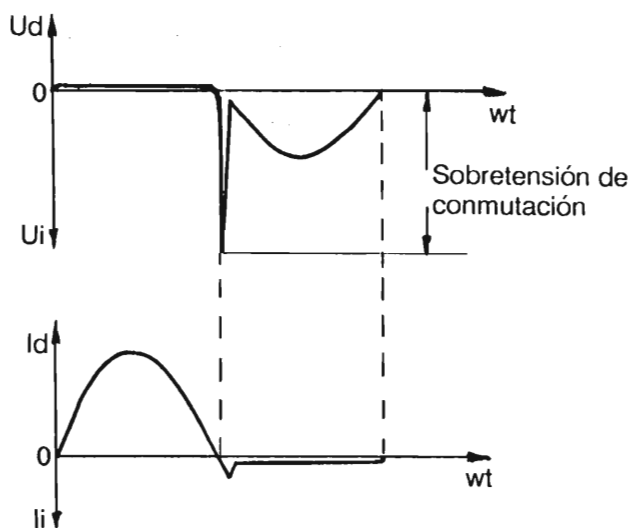 Ud
0
wt
Sobretensión de
conmutación
Ui
Id
0
wt
Ii